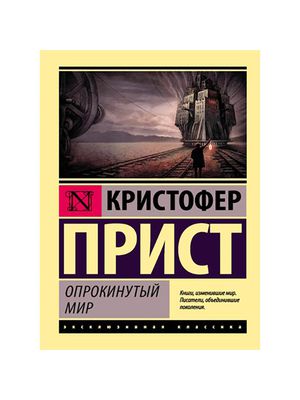 КРИСТОФЕР
ПРИСТ
ОПРОКИНУТЫЙ
МИР
Книги, изменившие мир.
Писатели, объединившие
поколения.
ЭКСКЛЮЗИВНАЯ КЛАССИКА